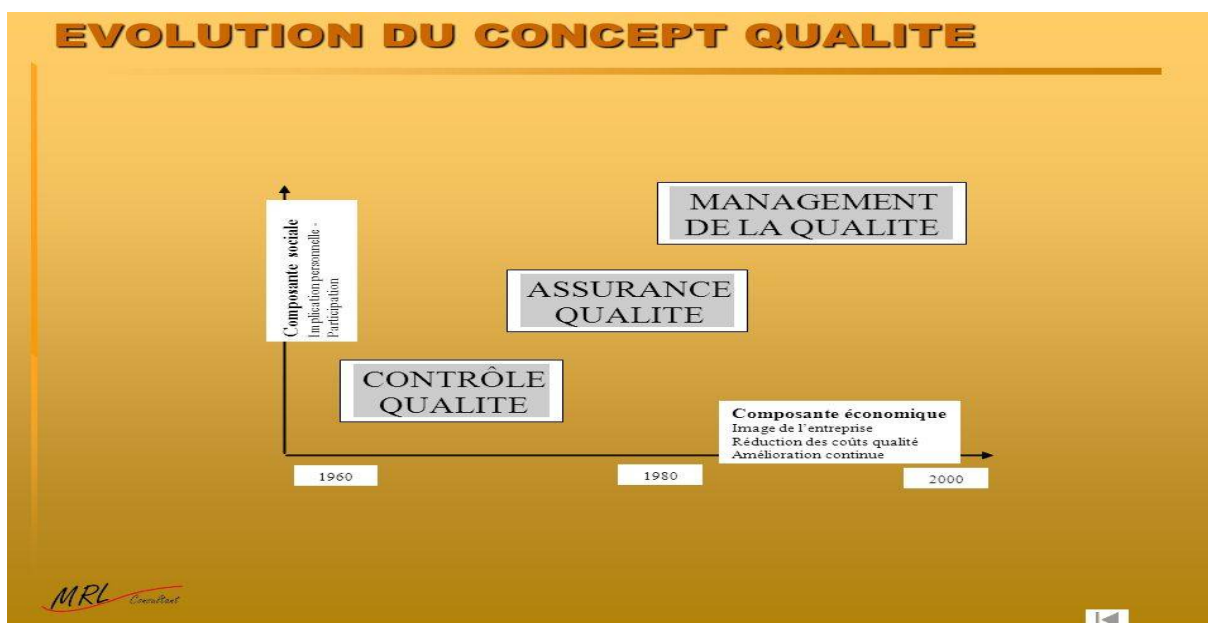 EVOLUTION DU CONCEPT QUALITE
MANAGEMENT
DE LA QUALITE
Composante sociale
Implication personnelle -
Participation
ASSURANCE
QUALITE
CONTRÔLE
QUALITE
Composante économique
Image de l'entreprise
Réduction des coûts qualité
Amélioration continue
1960
1980
2000
MRL Consultant